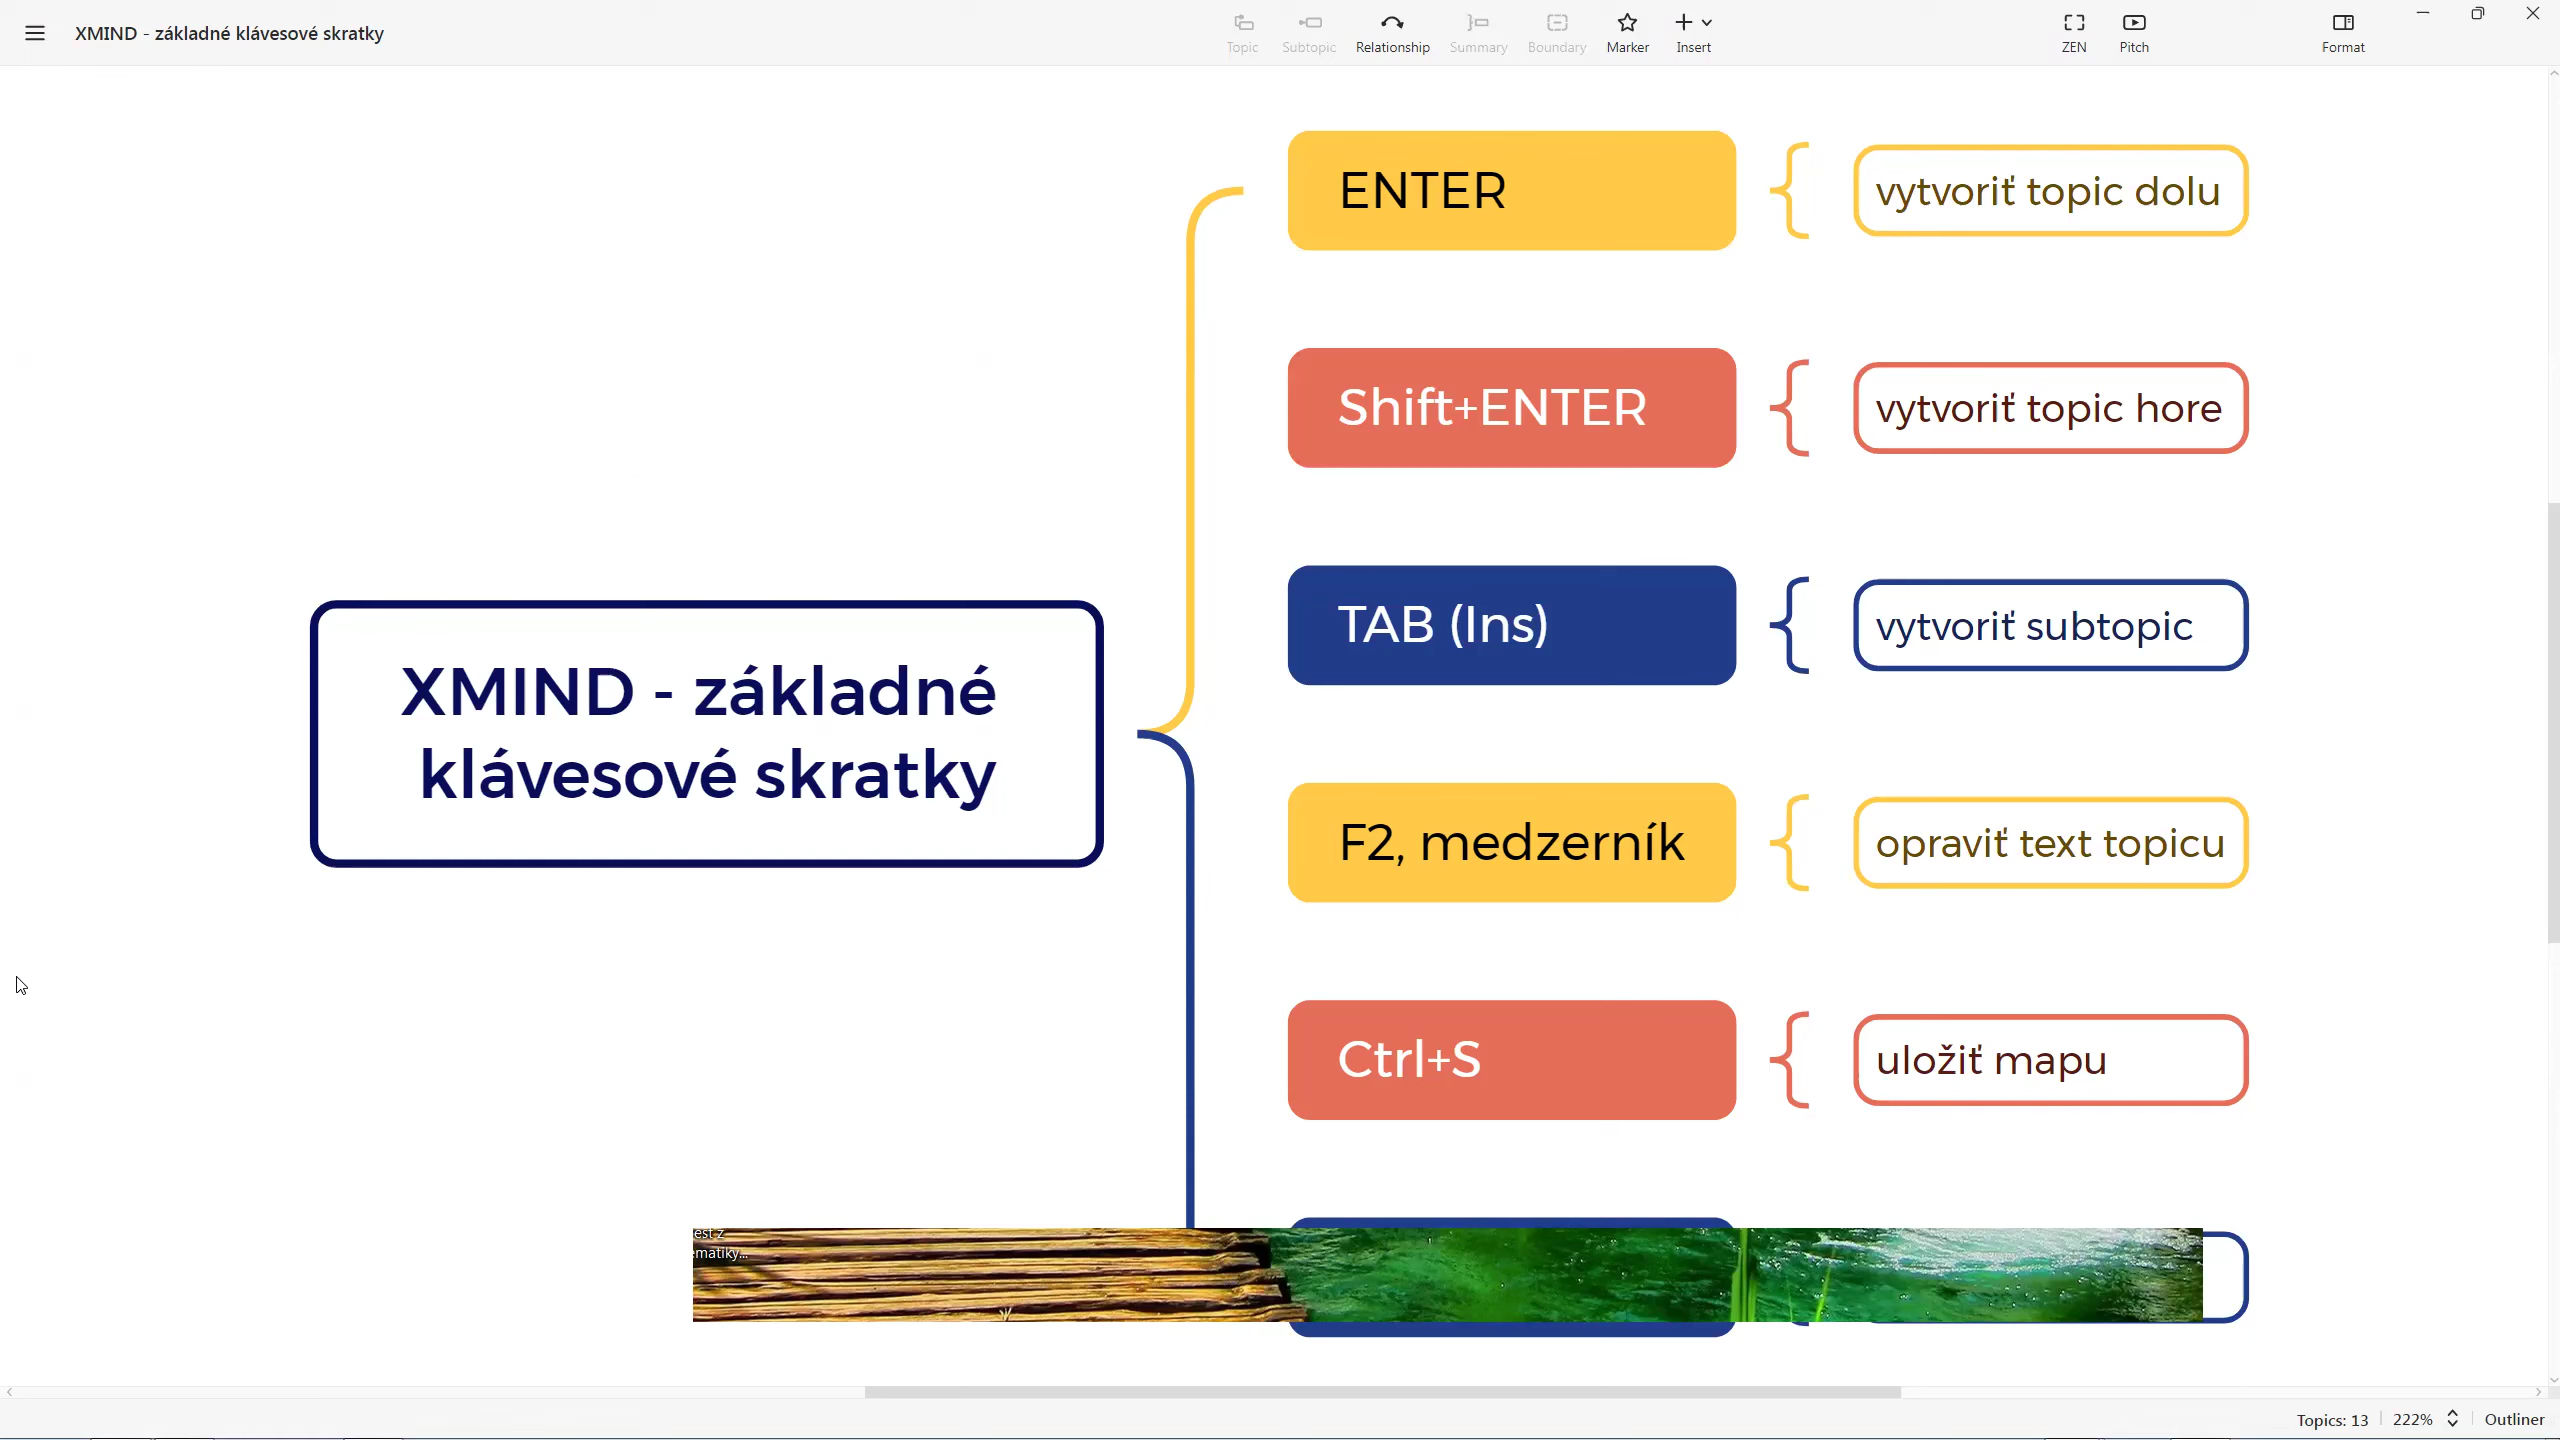 XMIND - základné klávesové skratky
Topic
Subtopic
Relationship
Summary
Boundary
Marker
Insert
ZEN
Pitch
Format
ENTER
vytvoriť topic dolu
Shift+ENTER
vytvoriť topic hore
TAB (Ins)
vytvoriť subtopic
XMIND - základné
klávesové skratky
F2, medzerník
opraviť text topicu
Ctrl+S
uložiť mapu
Topics: 13
222%
Outliner